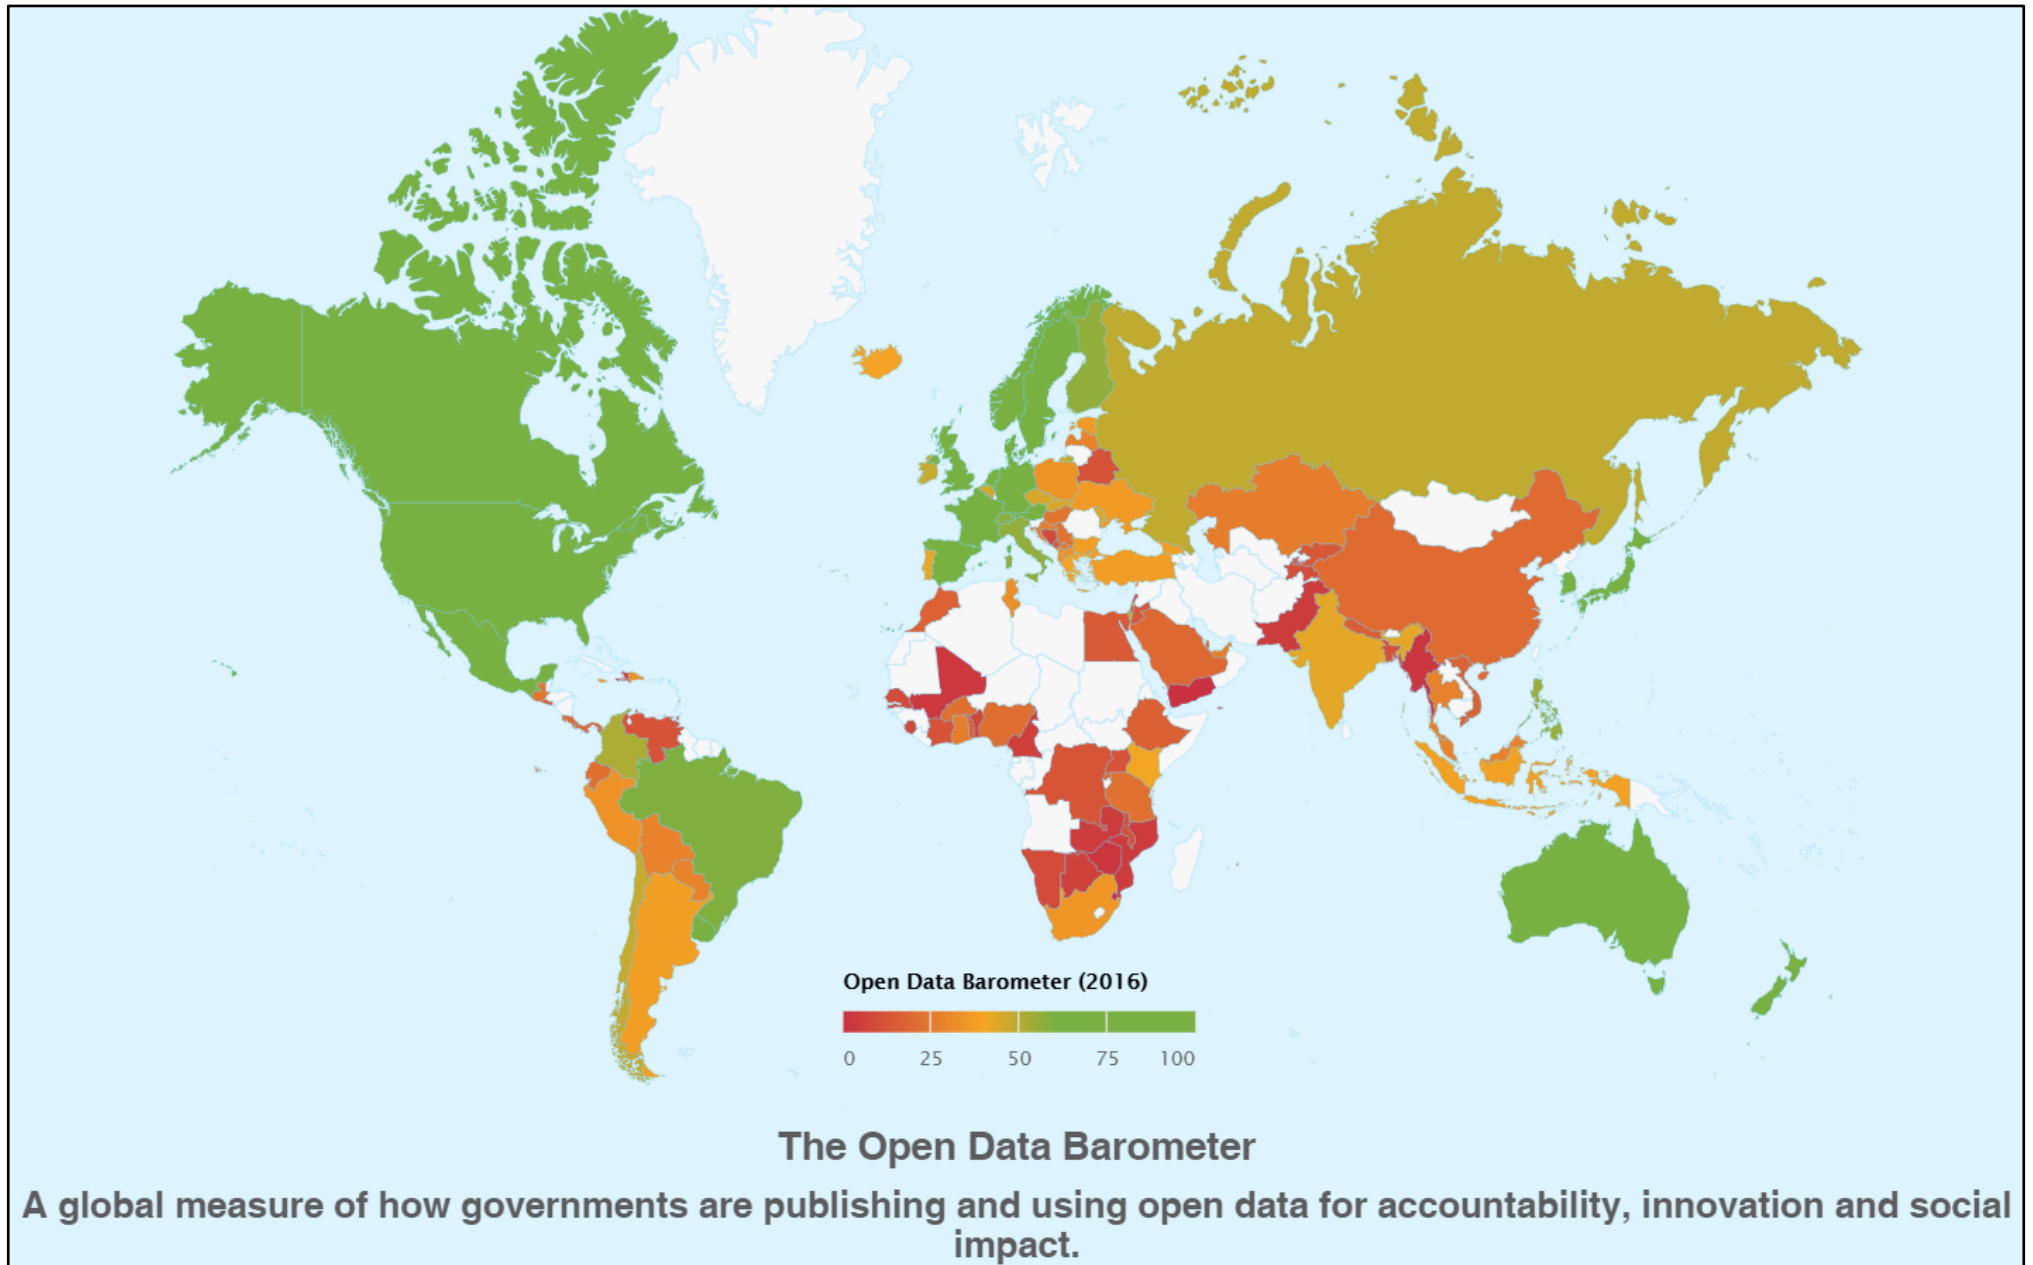 Open Data Barometer (2016)
0 25 50 75 100
The Open Data Barometer
A global measure of how governments are publishing and using open data for accountability, innovation and social
impact.